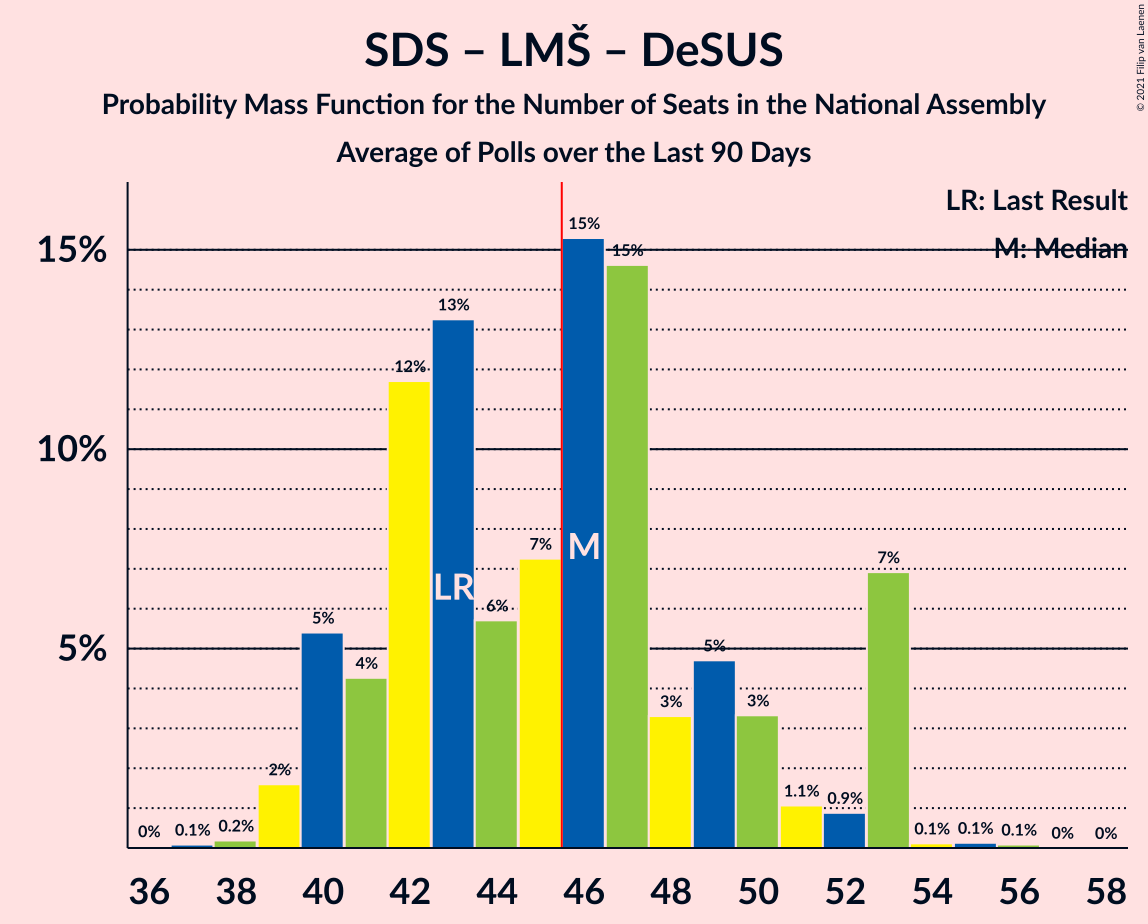 SDS – LMŠ – DeSUS
Probability Mass Function for the Number of Seats in the National Assembly
Average of Polls over the Last 90 Days
© 2021 Filip van Laenen
LR: Last Result
M: Median
15%
10%
5%
0%
0.1%
0.2%
2%
5%
4%
12%
13%
6%
7%
15%
15%
3%
5%
3%
1.1%
0.9%
7%
0.1%
0.1%
0.1%
0%
0%
LR
M
36 38 40 42 44 46 48 50 52 54 56 58